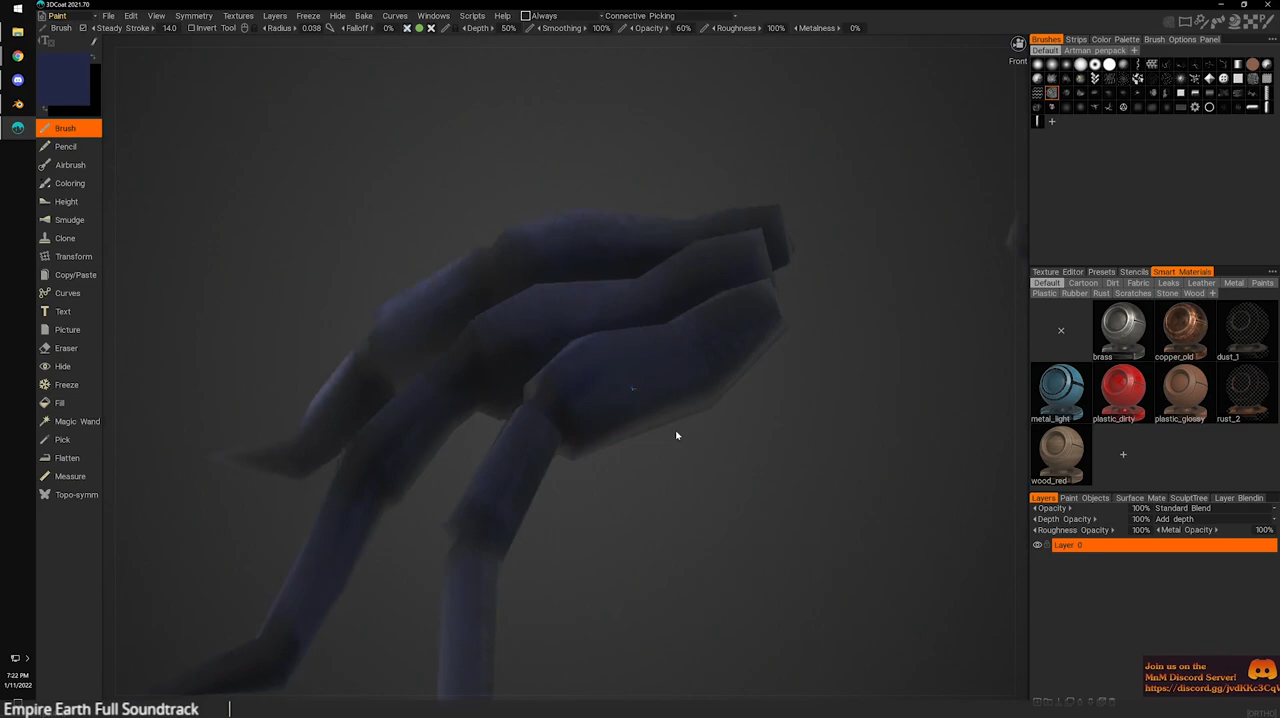 3DCoat 2021.70
Paint File Edit View Symmetry Textures Layers Freeze Hide Bake Curves Windows Scripts Help Always Connective Picking
Brush Steady Stroke 14.0 Invert Tool Radius 0.038 Falloff 0% Depth 50% Smoothing 100% Opacity 60% Roughness 100% Metalness 0%
Front
Brush
Pencil
Airbrush
Coloring
Height
Smudge
Clone
Transform
Copy/Paste
Curves
Text
Picture
Eraser
Hide
Freeze
Fill
Magic Wand
Pick
Flatten
Measure
Topo-symm
Brushes Strips Color Palette Brush Options Panel
Default Artman penpack +
Texture Editor Presets Stencils Smart Materials
Default Cartoon Dirt Fabric Leaks Leather Metal Paints
Plastic Rubber Rust Scratches Stone Wood +
brass copper_old dust_1
metal_light plastic_dirty plastic_glossy rust_2
wood_red
Layers Paint Objects Surface Mate SculptTree Layer Blendin
Opacity 100% Standard Blend
Depth Opacity 100% Add depth
Roughness Opacity 100% Metal Opacity 100%
Layer 0
7:22 PM
1/11/2022
Join us on the
MnM Discord Server!
[ORTHO]
Empire Earth Full Soundtrack